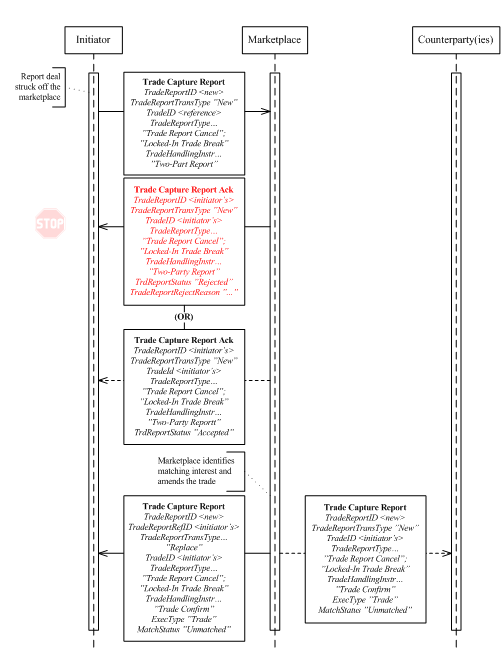 Initiator
Marketplace
Counterparty(ies)
Report deal
struck off the
marketplace
Trade Capture Report
TradeReportID <new>
TradeReportTransType "New"
TradeID <reference>
TradeReportType…
"Trade Report Cancel";
"Locked-In Trade Break"
TradeHandlingInstr…
"Two-Part Report"
STOP
Trade Capture Report Ack
TradeReportID <initiator's>
TradeReportTransType "New"
TradeID <initiator's>
TradeReportType…
"Trade Report Cancel";
"Locked-In Trade Break"
TradeHandlingInstr…
"Two-Party Report"
TrdReportStatus "Rejected"
TradeReportRejectReason "…"
(OR)
Trade Capture Report Ack
TradeReportID <initiator's>
TradeReportTransType "New"
TradeId <initiator's>
TradeReportType…
"Trade Report Cancel";
"Locked-In Trade Break"
TradeHandlingInstr…
"Two-Party Reportt"
TrdReportStatus "Accepted"
Marketplace identifies
matching interest and
amends the trade
Trade Capture Report
TradeReportID <new>
TradeReportRefID <initiator's>
TradeReportTransType…
"Replace"
TradeID <initiator's>
TradeReportType…
"Trade Report Cancel";
"Locked-In Trade Break"
TradeHandlingInstr…
"Trade Confirm"
ExecType "Trade"
MatchStatus "Unmatched"
Trade Capture Report
TradeReportID <new>
TradeReportTransType "New"
TradeID <initiator's>
TradeReportType…
"Trade Report Cancel";
"Locked-In Trade Break"
TradeHandlingInstr…
"Trade Confirm"
ExecType "Trade"
MatchStatus "Unmatched"